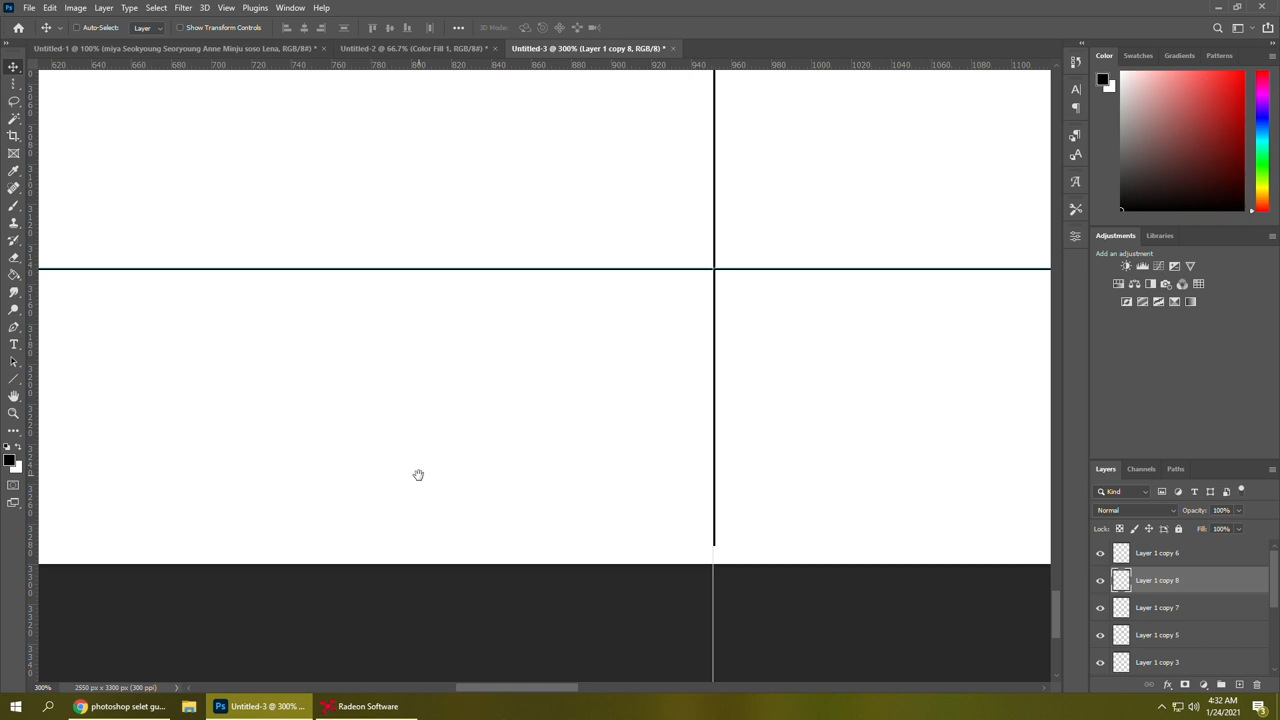 Ps File Edit Image Layer Type Select Filter 3D View Plugins Window Help
Auto-Select: Layer Show Transform Controls 3D Mode:
Untitled-1 @ 100% (miya Seokyoung Seoryoung Anne Minju soso Lena, RGB/8#) * × Untitled-2 @ 66.7% (Color Fill 1, RGB/8#) * × Untitled-3 @ 300% (Layer 1 copy 8, RGB/8) * ×
620 640 660 680 700 720 740 760 780 800 820 840 860 880 900 920 940 960 980 1000 1020 1040 1060 1080 1100
Color Swatches Gradients Patterns
Adjustments Libraries
Add an adjustment
Layers Channels Paths
Kind
Normal Opacity: 100%
Lock: Fill: 100%
Layer 1 copy 6
Layer 1 copy 8
Layer 1 copy 7
Layer 1 copy 5
Layer 1 copy 3
300% 2550 px x 3300 px (300 ppi)
photoshop selet gu... Untitled-3 @ 300% ... Radeon Software
4:32 AM
1/24/2021